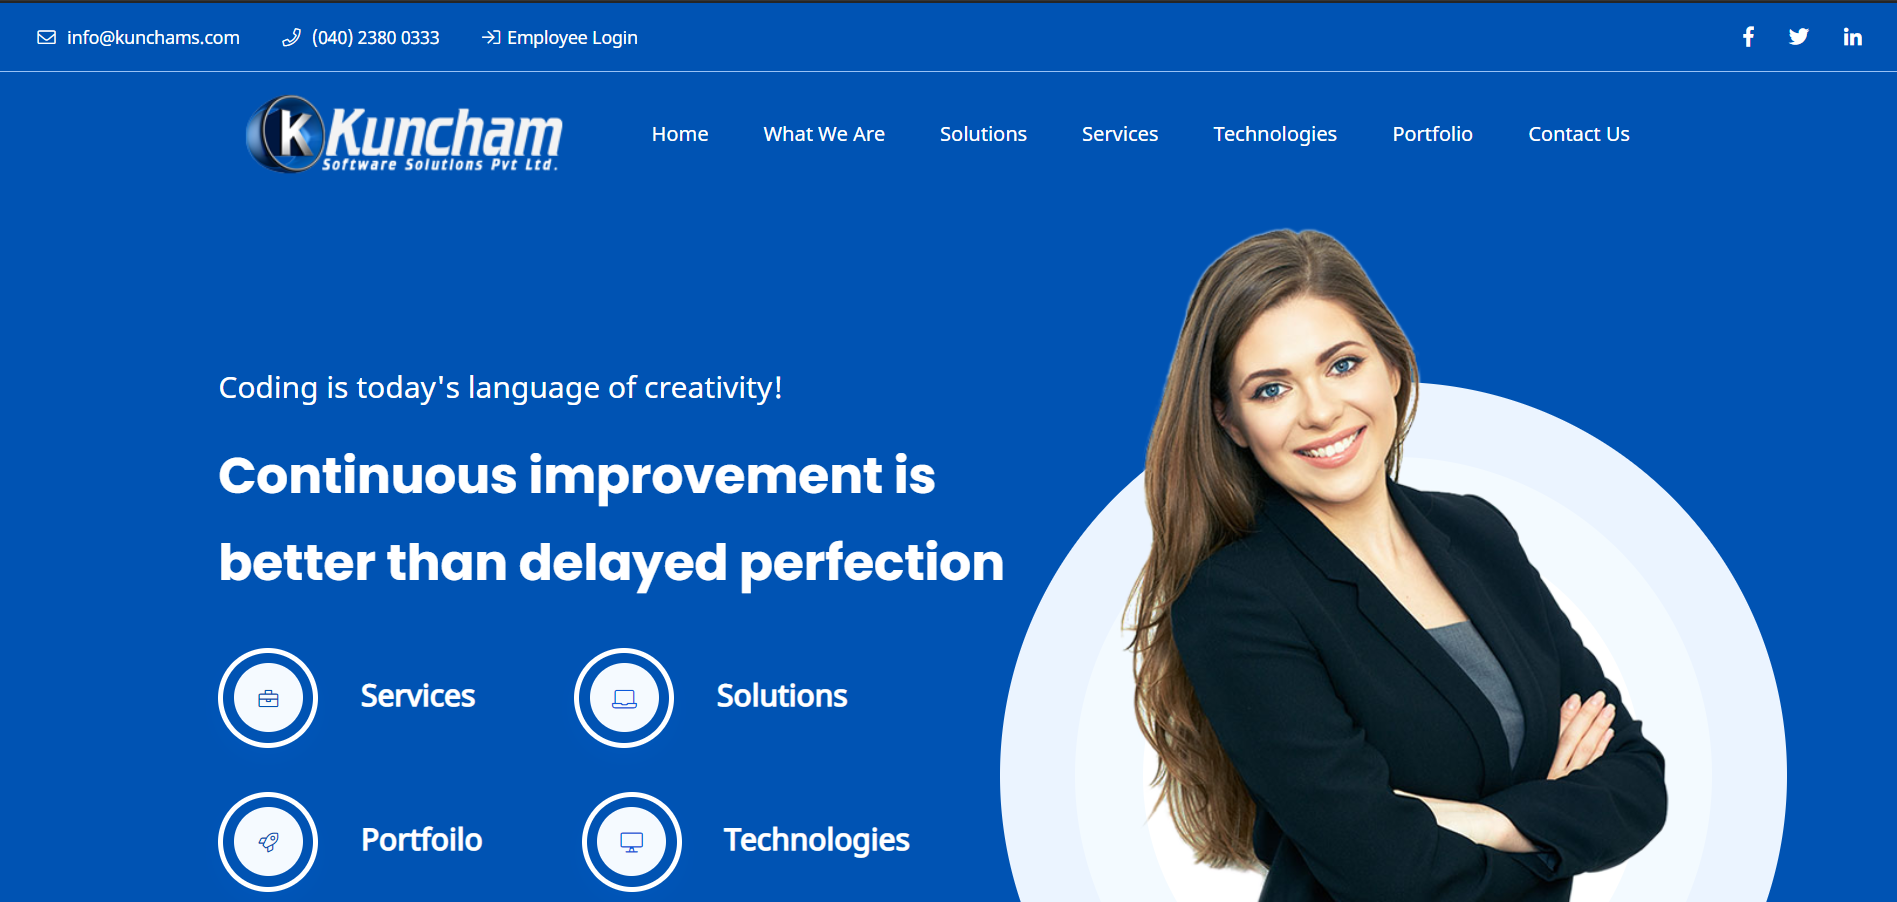 info@kunchams.com (040) 2380 0333 Employee Login
K Kuncham
Software Solutions Pvt Ltd.
Home What We Are Solutions Services Technologies Portfolio Contact Us
Coding is today's language of creativity!
Continuous improvement is
better than delayed perfection
Services Solutions
Portfoilo Technologies